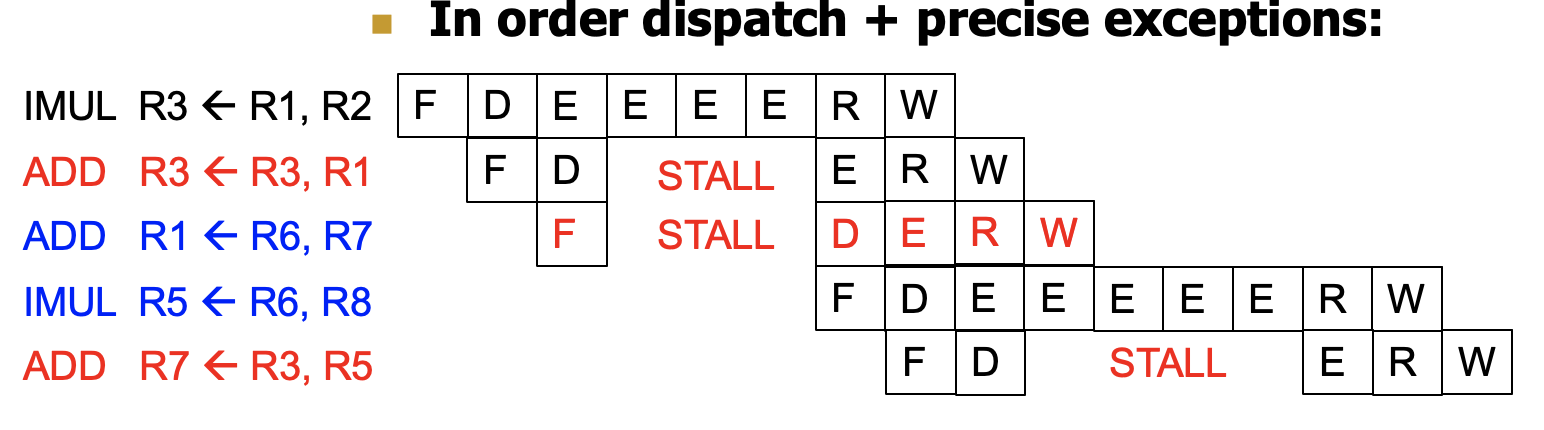 In order dispatch + precise exceptions:
IMUL R3 ← R1, R2 F D E E E E R W
ADD R3 ← R3, R1 F D STALL E R W
ADD R1 ← R6, R7 F STALL D E R W
IMUL R5 ← R6, R8 F D E E E E E R W
ADD R7 ← R3, R5 F D STALL E R W